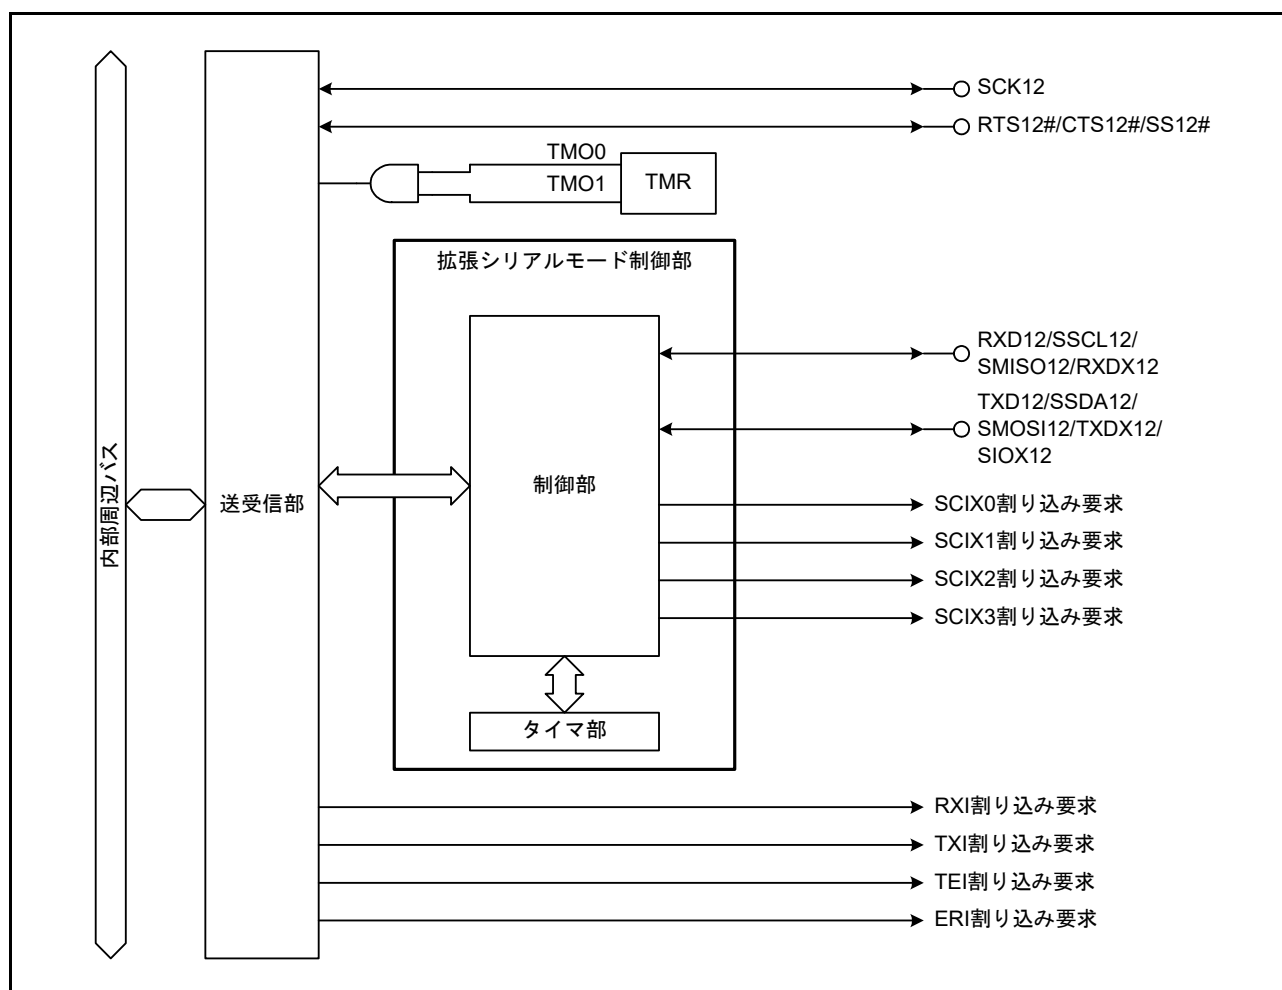 SCK12
RTS12#/CTS12#/SS12#
TMO0
TMO1
TMR
拡張シリアルモード制御部
RXD12/SSCL12/
SMISO12/RXDX12
TXD12/SSDA12/
SMOSI12/TXDX12/
SIOX12
内部周辺バス
送受信部
制御部
SCIX0割り込み要求
SCIX1割り込み要求
SCIX2割り込み要求
SCIX3割り込み要求
タイマ部
RXI割り込み要求
TXI割り込み要求
TEI割り込み要求
ERI割り込み要求